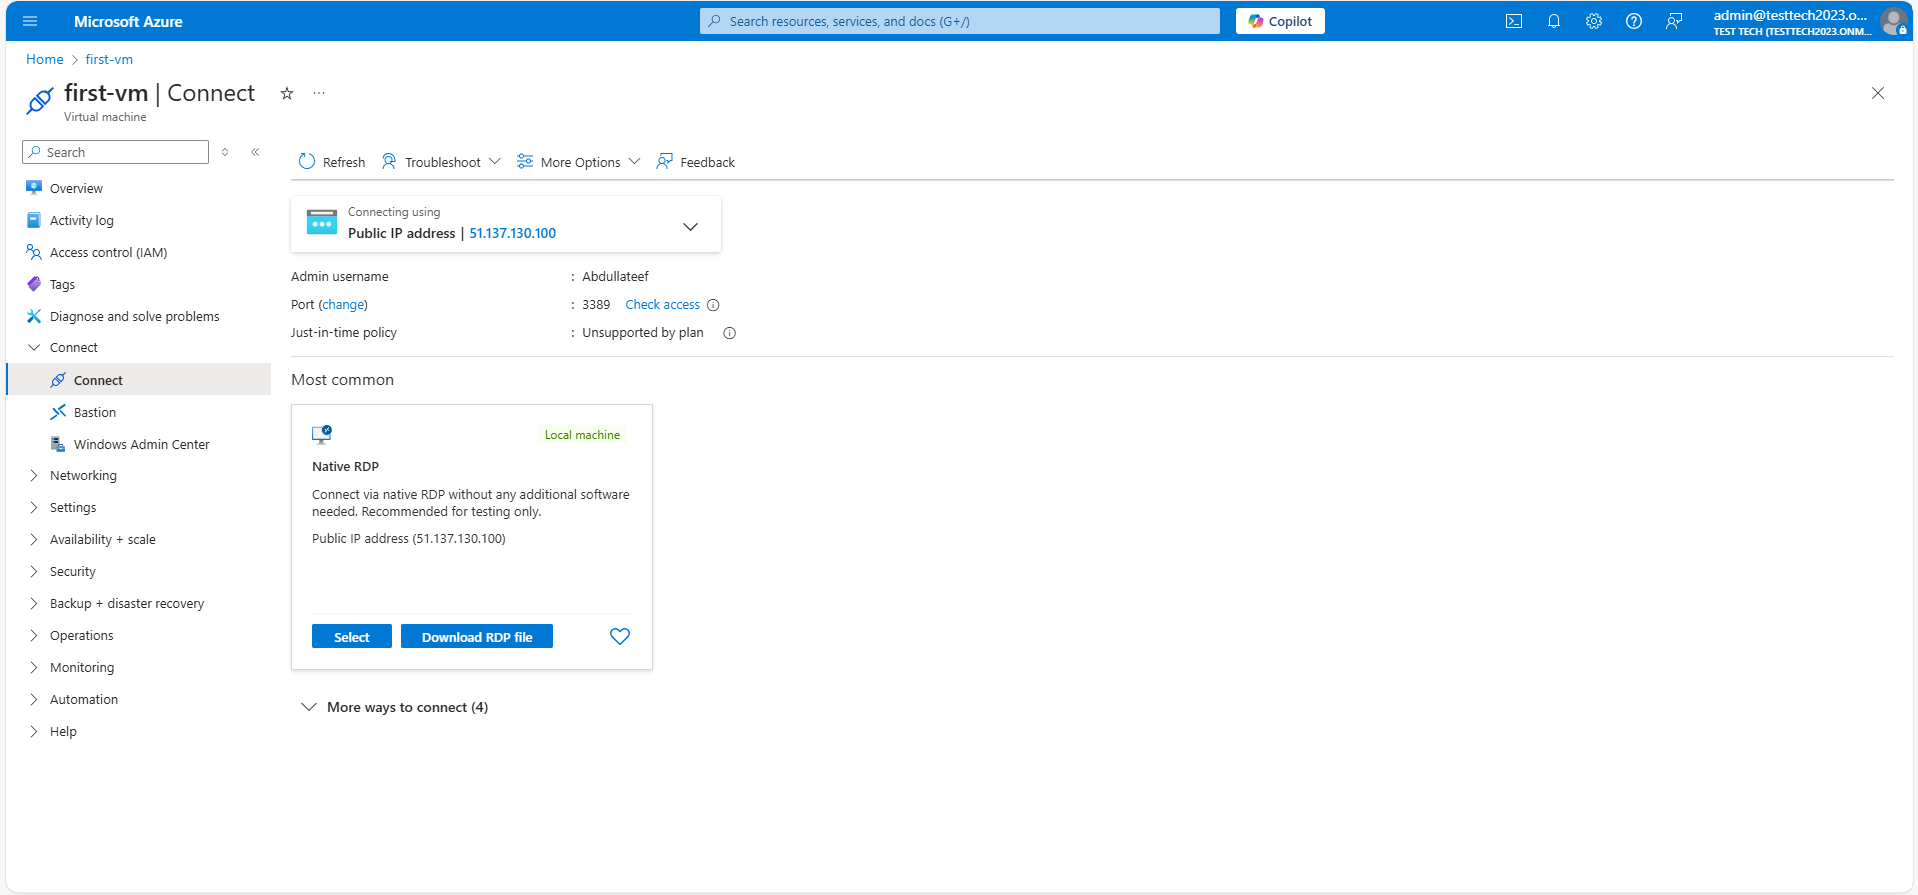 Microsoft Azure
Search resources, services, and docs (G+/)
Copilot
admin@testtech2023.o...
TEST TECH (TESTTECH2023.ONM...
Home > first-vm
first-vm | Connect
Virtual machine
Search
Refresh
Troubleshoot
More Options
Feedback
Overview
Activity log
Access control (IAM)
Tags
Diagnose and solve problems
Connect
Connect
Bastion
Windows Admin Center
Networking
Settings
Availability + scale
Security
Backup + disaster recovery
Operations
Monitoring
Automation
Help
Connecting using
Public IP address | 51.137.130.100
Admin username : Abdullateef
Port (change) : 3389 Check access
Just-in-time policy : Unsupported by plan
Most common
Local machine
Native RDP
Connect via native RDP without any additional software
needed. Recommended for testing only.
Public IP address (51.137.130.100)
Select
Download RDP file
More ways to connect (4)